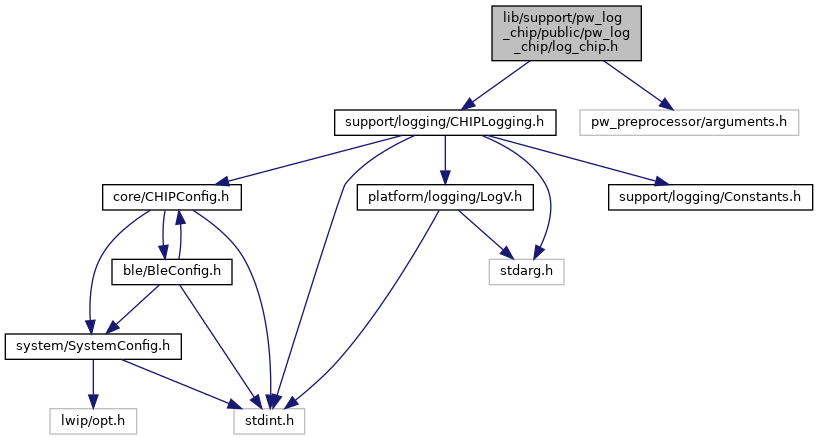 lib/support/pw_log
_chip/public/pw_log
_chip/log_chip.h
support/logging/CHIPLogging.h
pw_preprocessor/arguments.h
core/CHIPConfig.h
platform/logging/LogV.h
support/logging/Constants.h
ble/BleConfig.h
stdarg.h
system/SystemConfig.h
lwip/opt.h
stdint.h